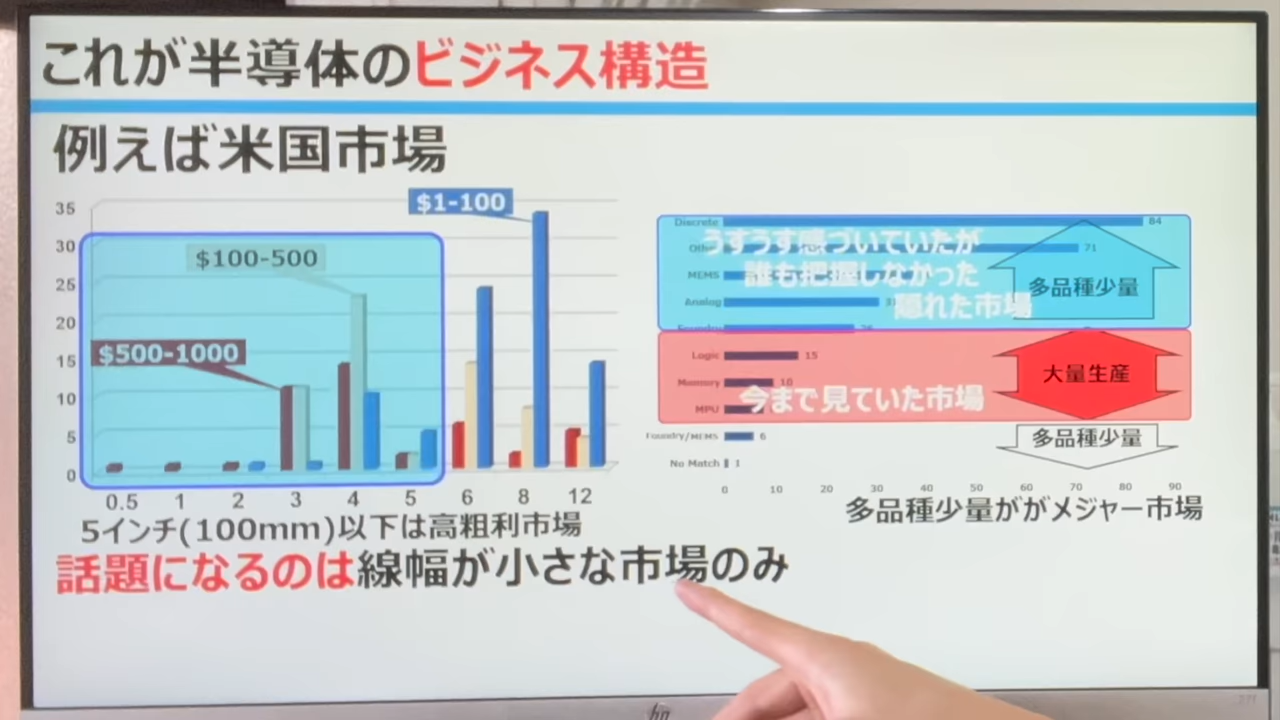 これが半導体のビジネス構造
例えば米国市場
35
30
25
20
15
10
5
0
$1-100
$100-500
$500-1000
0.5 1 2 3 4 5 6 8 12
5インチ(100mm)以下は高粗利市場
話題になるのは線幅が小さな市場のみ
Discrete 84
71
MEMS
Analog
Foundry 26
うすうす感づいていたが
誰も把握しなかった
隠れた市場
多品種少量
Logic 15
Memory 10
MPU
今まで見ていた市場
大量生産
Foundry/MEMS 6
多品種少量
No Match 1
0 10 20 30 40 50 60 70 80 90
多品種少量ががメジャー市場
hp